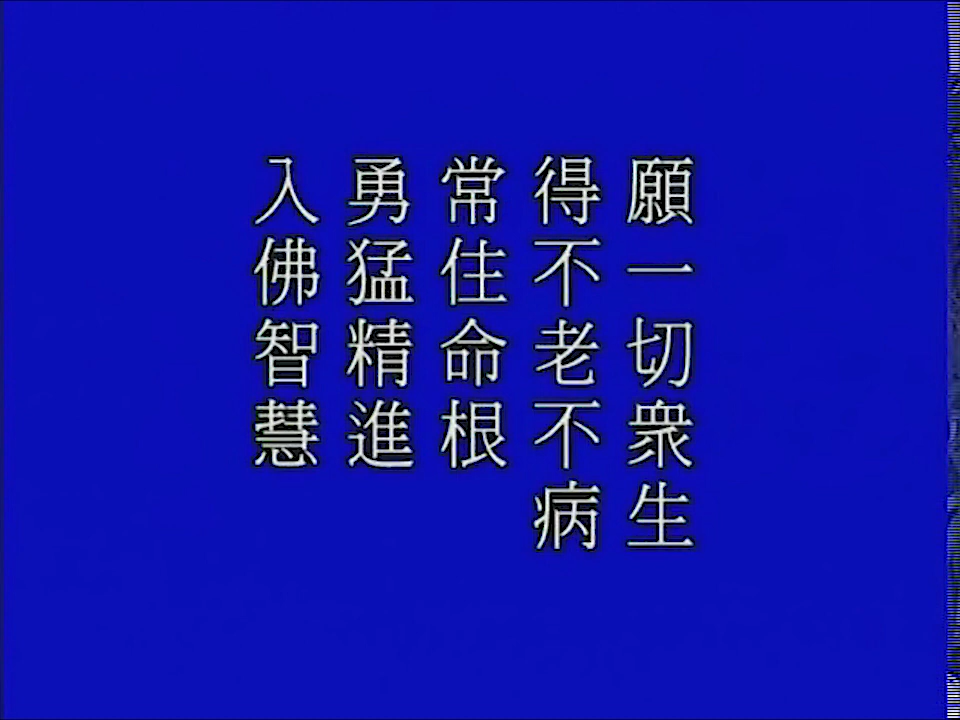 願一切眾生
得不老不病
常住命根
勇猛精進
入佛智慧